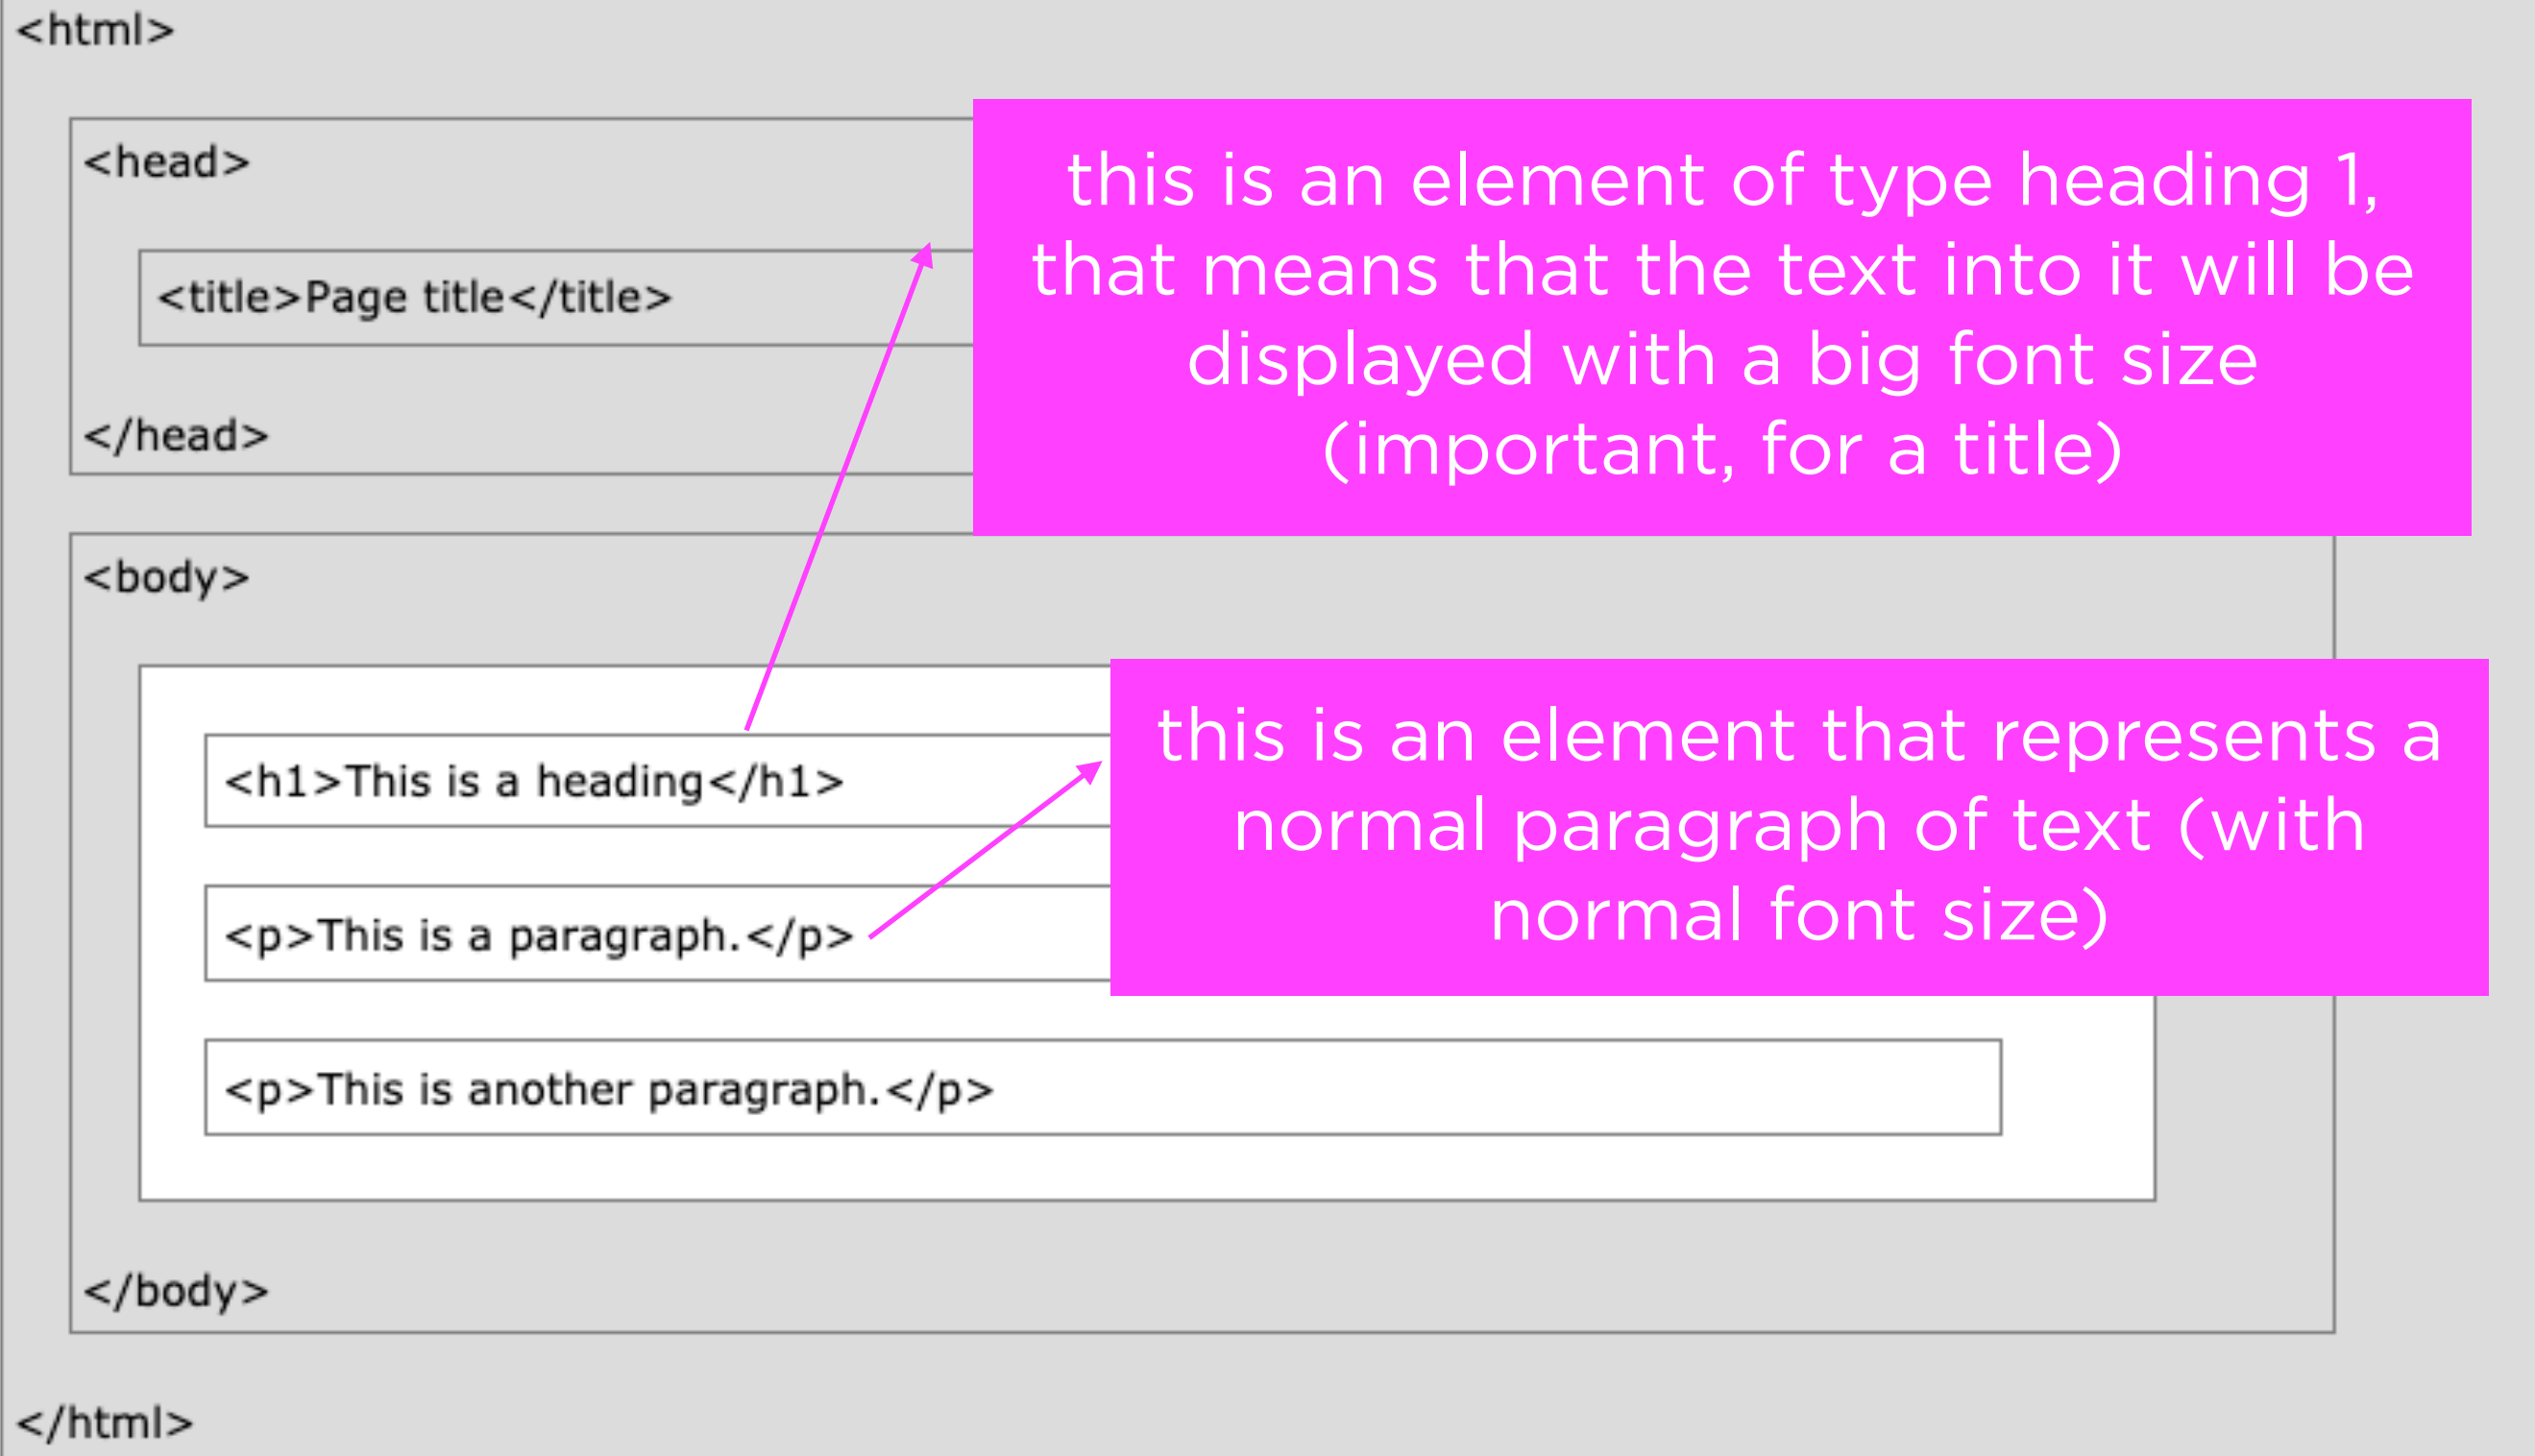 <html>
<head>
<title>Page title</title>
</head>
this is an element of type heading 1,
that means that the text into it will be
displayed with a big font size
(important, for a title)
<body>
<h1>This is a heading</h1>
<p>This is a paragraph.</p>
this is an element that represents a
normal paragraph of text (with
normal font size)
<p>This is another paragraph.</p>
</body>
</html>